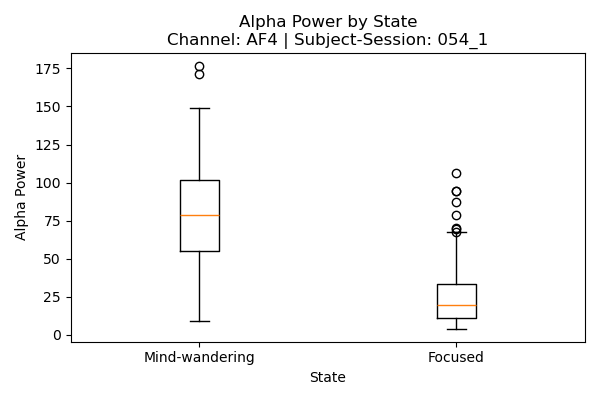 Alpha Power by State
Channel: AF4 | Subject-Session: 054_1
Alpha Power
175
150
125
100
75
50
25
0
Mind-wandering
Focused
State